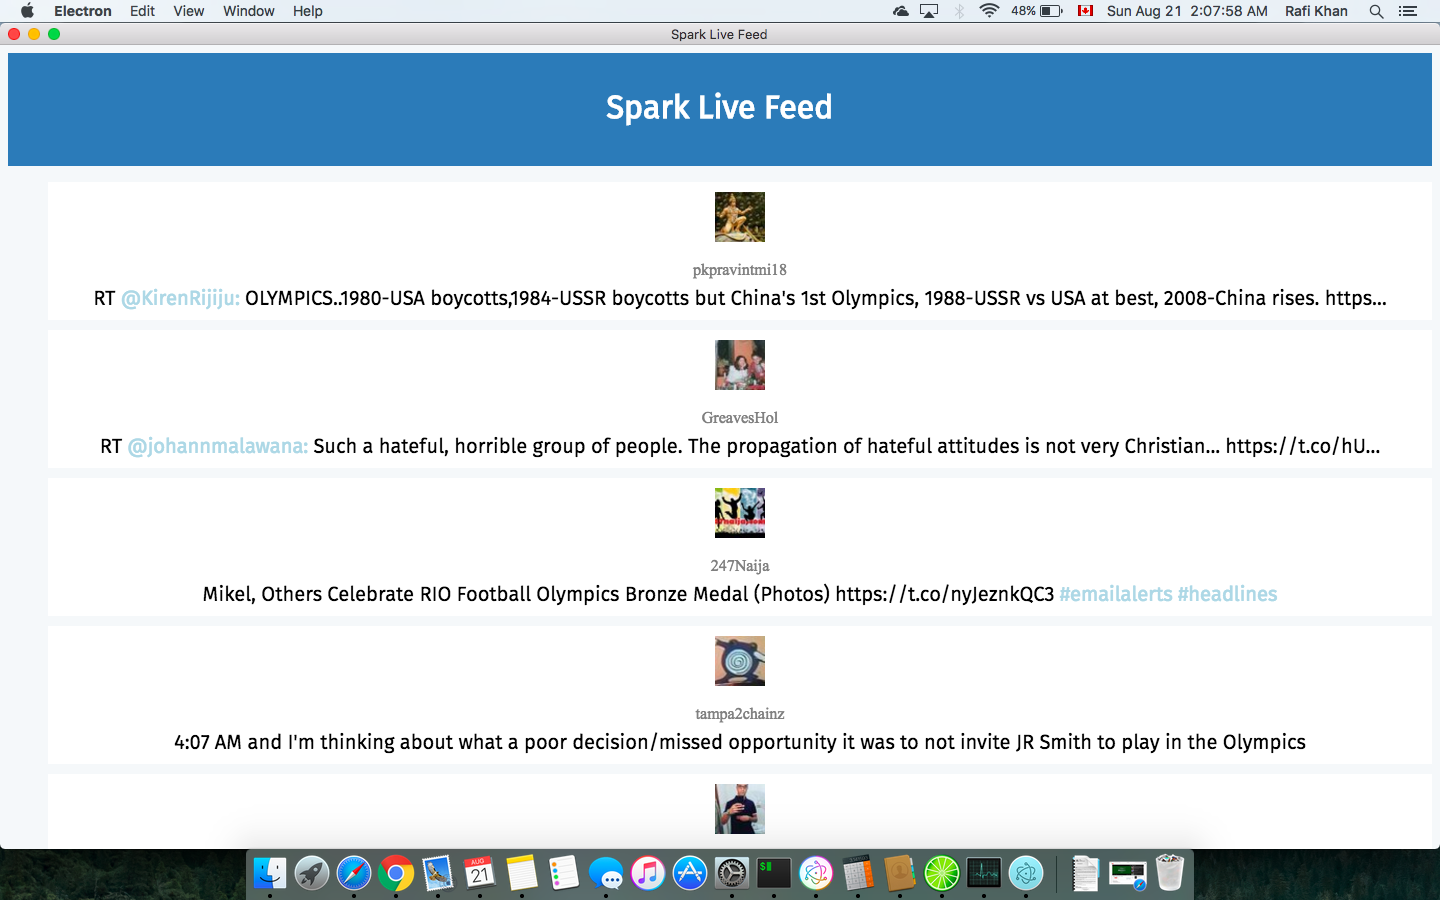 Electron Edit View Window Help 48% Sun Aug 21 2:07:58 AM Rafi Khan
Spark Live Feed
Spark Live Feed
pkpravintmi18
RT @KirenRijiju: OLYMPICS..1980-USA boycotts,1984-USSR boycotts but China's 1st Olympics, 1988-USSR vs USA at best, 2008-China rises. https...
GreavesHol
RT @johannmalawana: Such a hateful, horrible group of people. The propagation of hateful attitudes is not very Christian... https://t.co/hU...
247Naija
Mikel, Others Celebrate RIO Football Olympics Bronze Medal (Photos) https://t.co/nyJeznkQC3 #emailalerts #headlines
tampa2chainz
4:07 AM and I'm thinking about what a poor decision/missed opportunity it was to not invite JR Smith to play in the Olympics
AUG
21